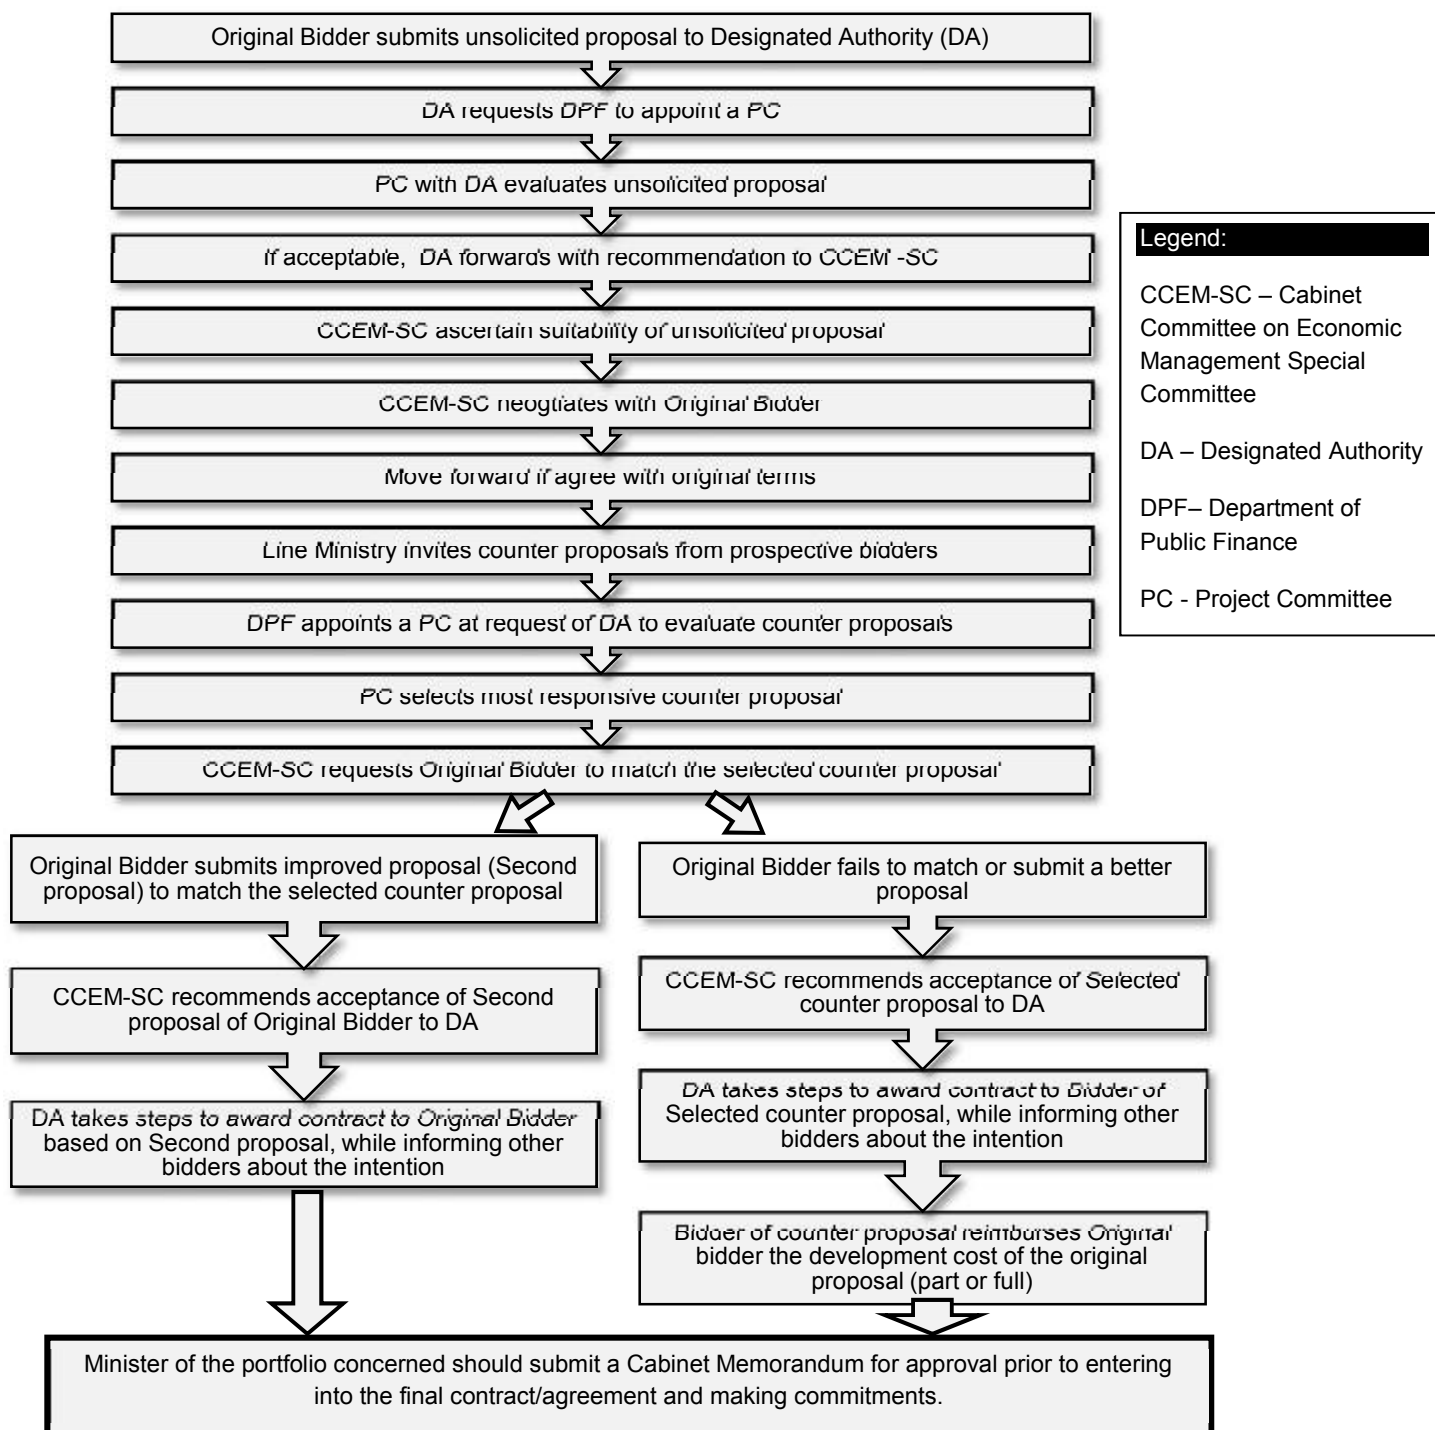 Original Bidder submits unsolicited proposal to Designated Authority (DA)
DA requests DPF to appoint a PC
PC with DA evaluates unsolicited proposal
If acceptable, DA forwards with recommendation to CCEM -SC
CCEM-SC ascertain suitability of unsolicited proposal
CCEM-SC neogtiates with Original Bidder
Move forward if agree with original terms
Line Ministry invites counter proposals from prospective bidders
DPF appoints a PC at request of DA to evaluate counter proposals
PC selects most responsive counter proposal
CCEM-SC requests Original Bidder to match the selected counter proposal
Original Bidder submits improved proposal (Second
proposal) to match the selected counter proposal
CCEM-SC recommends acceptance of Second
proposal of Original Bidder to DA
DA takes steps to award contract to Original Bidder
based on Second proposal, while informing other
bidders about the intention
Original Bidder fails to match or submit a better
proposal
CCEM-SC recommends acceptance of Selected
counter proposal to DA
DA takes steps to award contract to Bidder of
Selected counter proposal, while informing other
bidders about the intention
Bidder of counter proposal reimburses Original
bidder the development cost of the original
proposal (part or full)
Minister of the portfolio concerned should submit a Cabinet Memorandum for approval prior to entering
into the final contract/agreement and making commitments.
Legend:
CCEM-SC – Cabinet
Committee on Economic
Management Special
Committee
DA – Designated Authority
DPF– Department of
Public Finance
PC - Project Committee